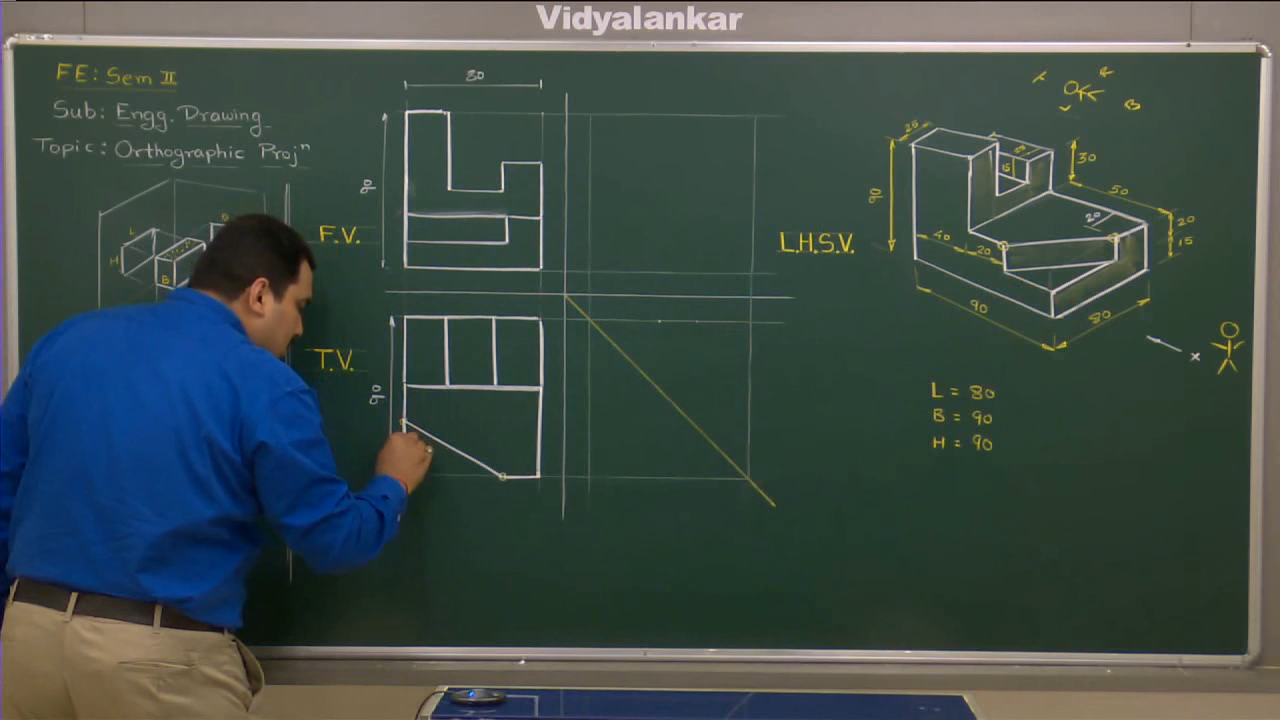 Vidyalankar
FE: Sem II
Sub: Engg. Drawing
Topic: Orthographic Projⁿ
L
H
B
D
80
90
F.V.
T.V.
90
L.H.S.V.
A
B
25
15
30
90
50
20
20
15
40
20
90
80
x
L = 80
B = 90
H = 90